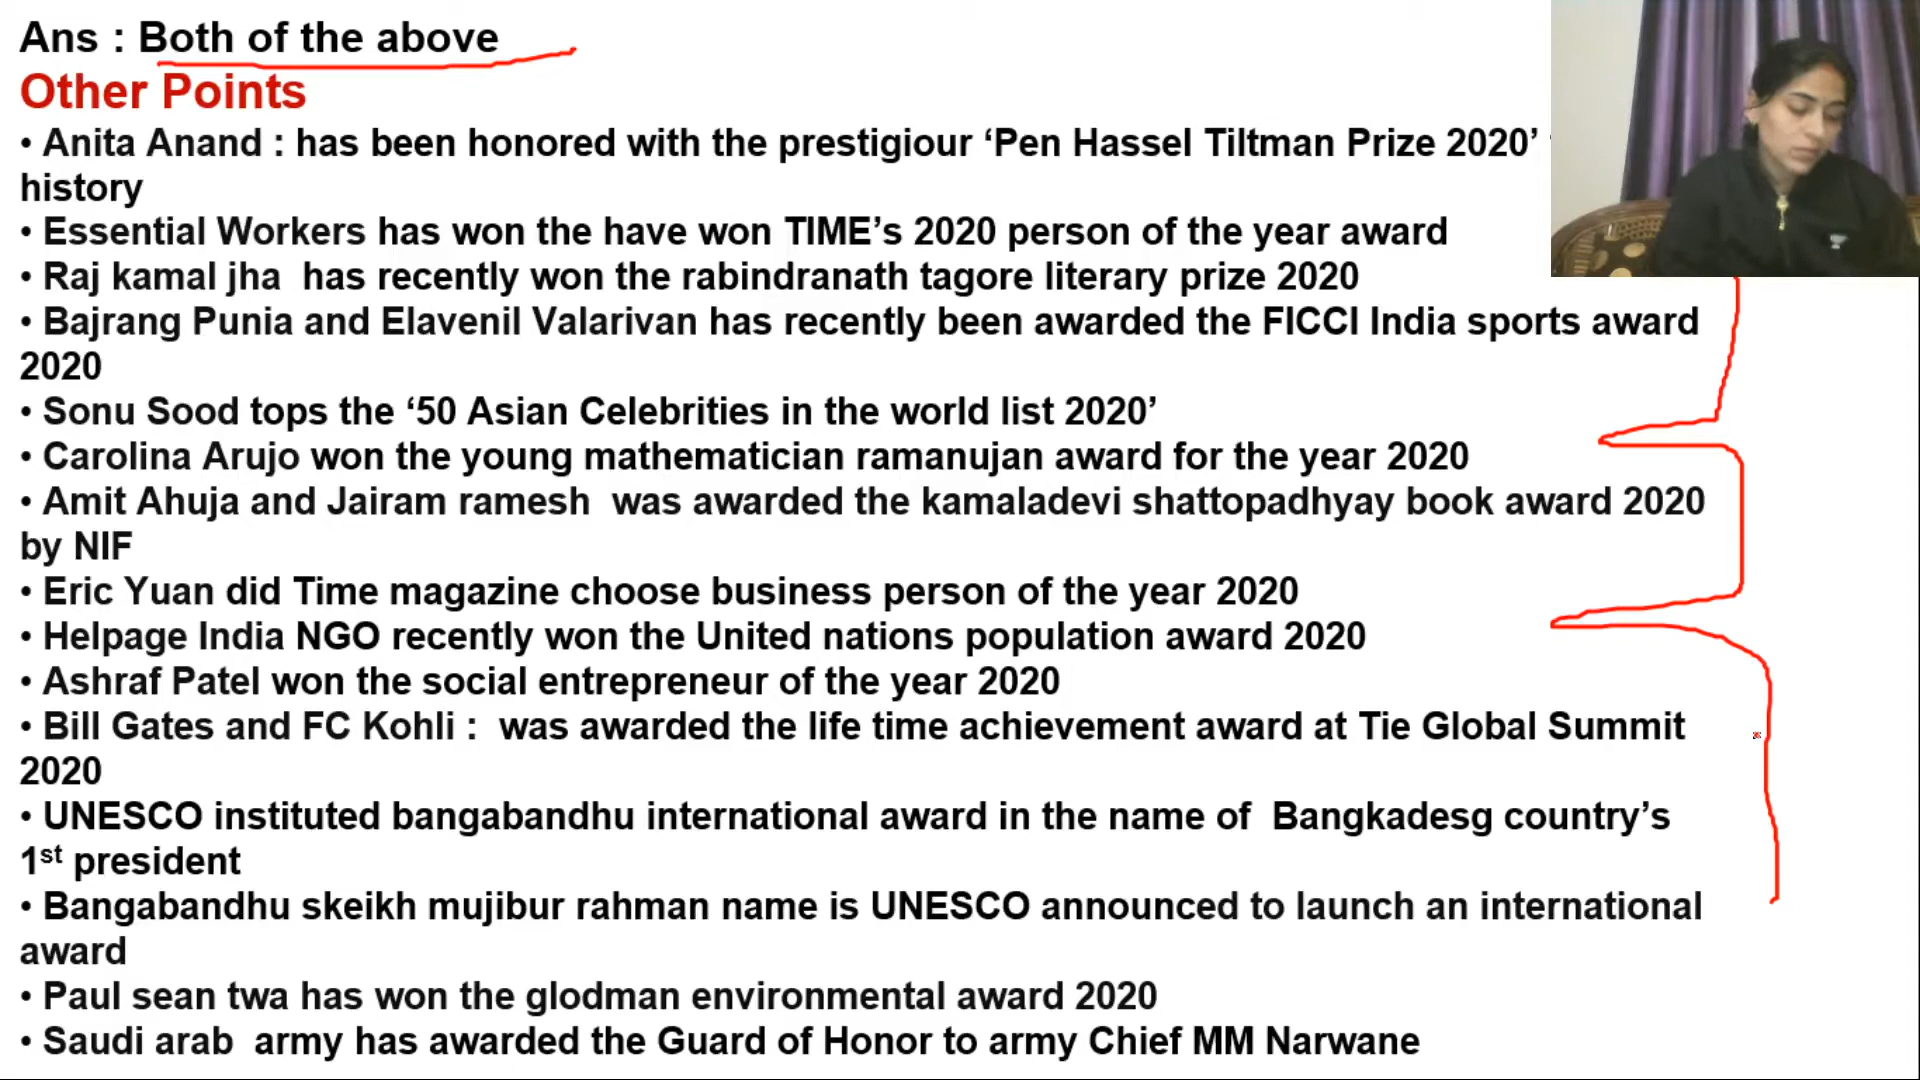 Ans : Both of the above
Other Points
• Anita Anand : has been honored with the prestigiour ‘Pen Hassel Tiltman Prize 2020’
history
• Essential Workers has won the have won TIME’s 2020 person of the year award
• Raj kamal jha  has recently won the rabindranath tagore literary prize 2020
• Bajrang Punia and Elavenil Valarivan has recently been awarded the FICCI India sports award
2020
• Sonu Sood tops the ‘50 Asian Celebrities in the world list 2020’
• Carolina Arujo won the young mathematician ramanujan award for the year 2020
• Amit Ahuja and Jairam ramesh  was awarded the kamaladevi shattopadhyay book award 2020
by NIF
• Eric Yuan did Time magazine choose business person of the year 2020
• Helpage India NGO recently won the United nations population award 2020
• Ashraf Patel won the social entrepreneur of the year 2020
• Bill Gates and FC Kohli :  was awarded the life time achievement award at Tie Global Summit
2020
• UNESCO instituted bangabandhu international award in the name of  Bangkadesg country’s
1st president
• Bangabandhu skeikh mujibur rahman name is UNESCO announced to launch an international
award
• Paul sean twa has won the glodman environmental award 2020
• Saudi arab  army has awarded the Guard of Honor to army Chief MM Narwane